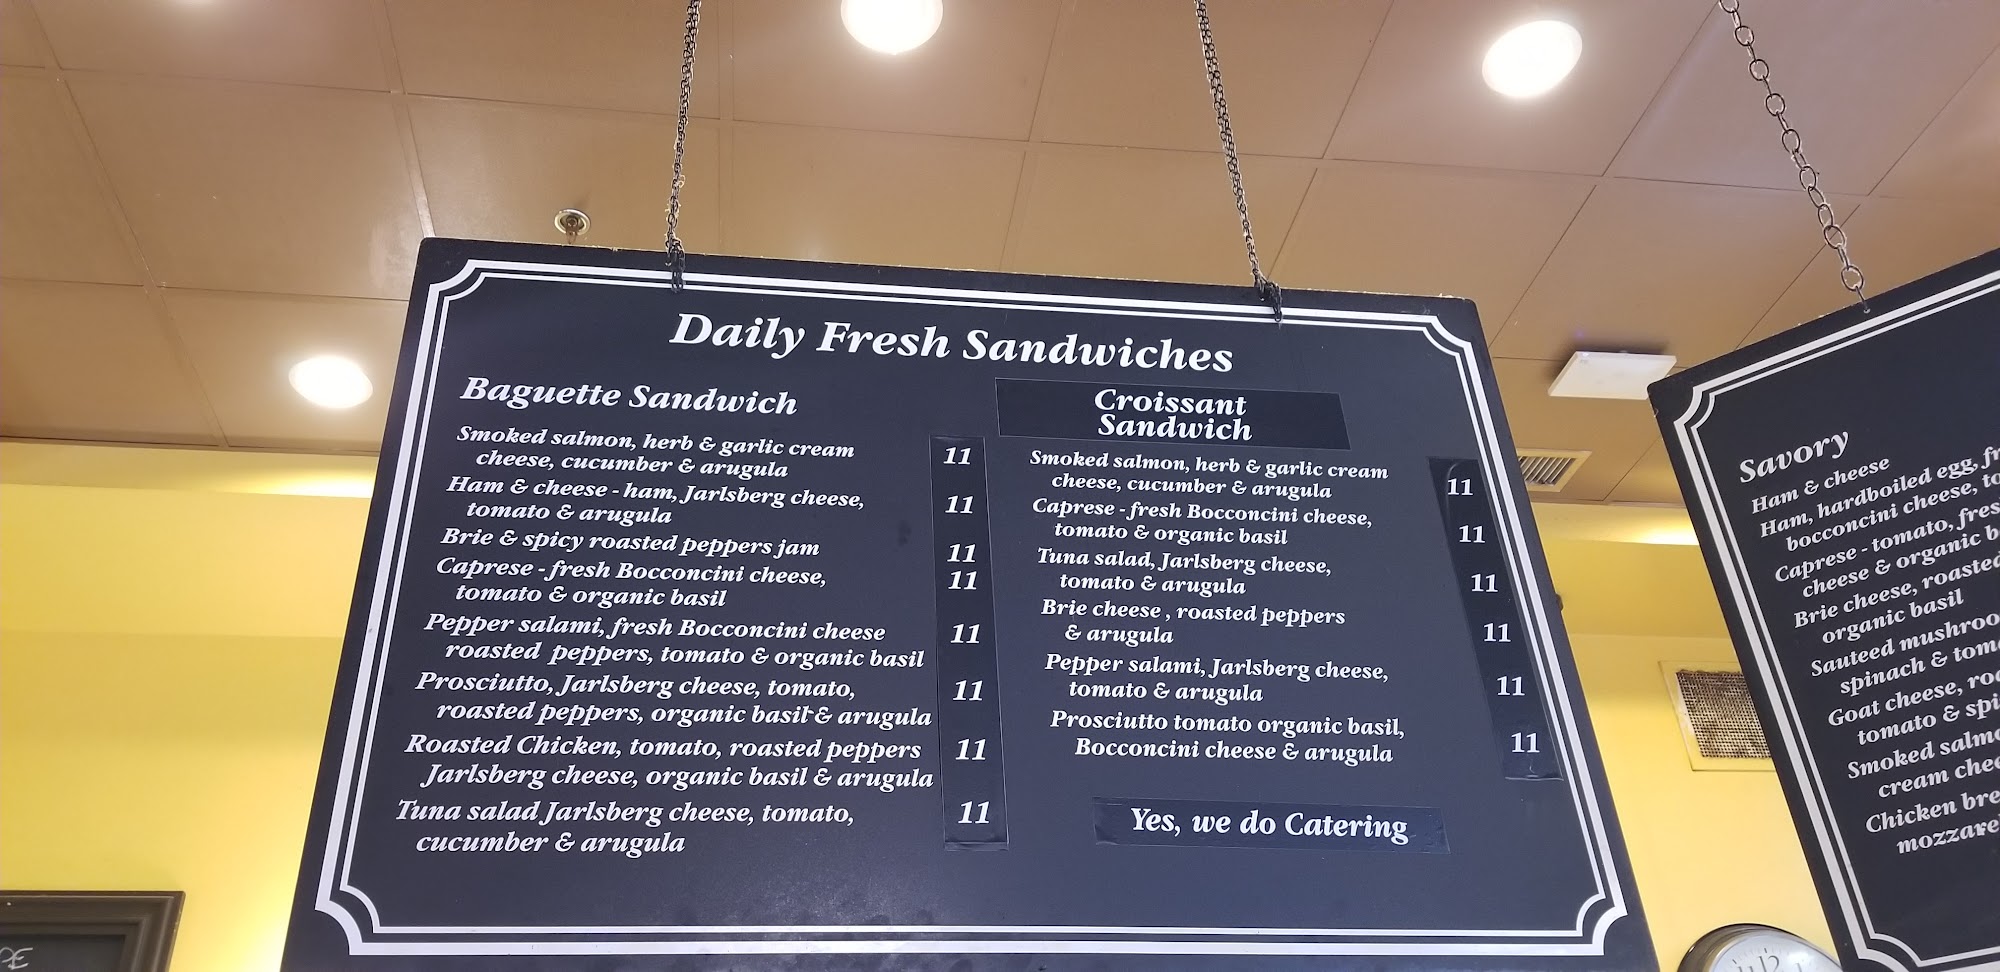 Daily Fresh Sandwiches
Baguette Sandwich
Smoked salmon, herb & garlic cream 11
cheese, cucumber & arugula
Ham & cheese - ham, Jarlsberg cheese, 11
tomato & arugula
Brie & spicy roasted peppers jam 11
Caprese - fresh Bocconcini cheese, 11
tomato & organic basil
Pepper salami, fresh Bocconcini cheese 11
roasted peppers, tomato & organic basil
Prosciutto, Jarlsberg cheese, tomato, 11
roasted peppers, organic basil & arugula
Roasted Chicken, tomato, roasted peppers 11
Jarlsberg cheese, organic basil & arugula
Tuna salad Jarlsberg cheese, tomato, 11
cucumber & arugula
Croissant
Sandwich
Smoked salmon, herb & garlic cream 11
cheese, cucumber & arugula
Caprese - fresh Bocconcini cheese, 11
tomato & organic basil
Tuna salad, Jarlsberg cheese, 11
tomato & arugula
Brie cheese , roasted peppers 11
& arugula
Pepper salami, Jarlsberg cheese, 11
tomato & arugula
Prosciutto tomato organic basil, 11
Bocconcini cheese & arugula
Yes, we do Catering
Savory
Ham & cheese
Ham, hardboiled egg,
bocconcini cheese,
Caprese - tomato,
cheese & organic
Brie cheese, roasted
organic basil
Sauteed
spinach &
Goat cheese,
tomato &
Smoked
cream
Chicken